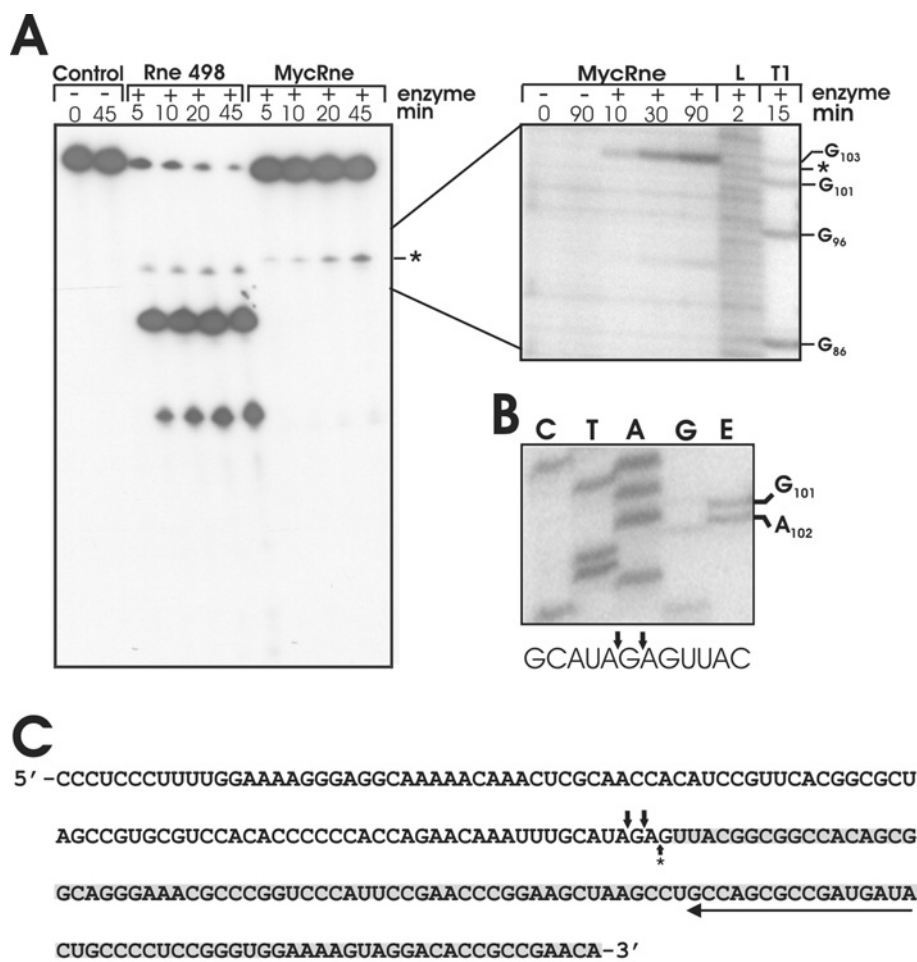 A
Control Rne 498 MycRne
- - + + + + + + + + enzyme
0 45 5 10 20 45 5 10 20 45 min
*
MycRne L T1
- - + + + + + enzyme
0 90 10 30 90 2 15 min
G103
*
G101
G96
G86
B
C T A G E
G101
A102
GCAUAGAGUUAC
C
5′-CCCUCCCUUUUGGAAAAGGGAGGCAAAAACAAACUCGCAACCACAUCCGUUCACGGCGCU
AGCCGUGCGUCCACACCCCCCACCAGAACAAAUUUGCAUAGAGUUACGGCGGCCACAGCG
*
GCAGGGAAACGCCCGGUCCCAUUCCGAACCCGGAAGCUAAGCCUGCCAGCGCCGAUGAUA
CUGCCCCUCCGGGUGGAAAAGUAGGACACCGCCGAACA-3′